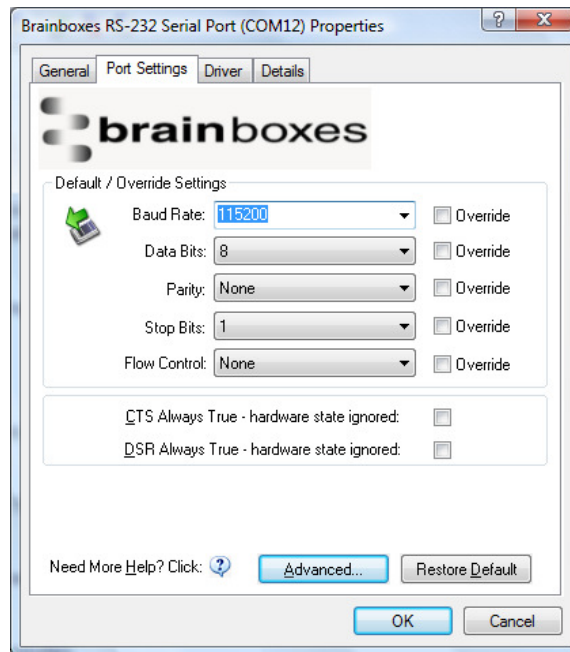 Brainboxes RS-232 Serial Port (COM12) Properties
General Port Settings Driver Details
brainboxes
Default / Override Settings
Baud Rate: 115200 Override
Data Bits: 8 Override
Parity: None Override
Stop Bits: 1 Override
Flow Control: None Override
CTS Always True - hardware state ignored:
DSR Always True - hardware state ignored:
Need More Help? Click: ? Advanced... Restore Default
OK Cancel